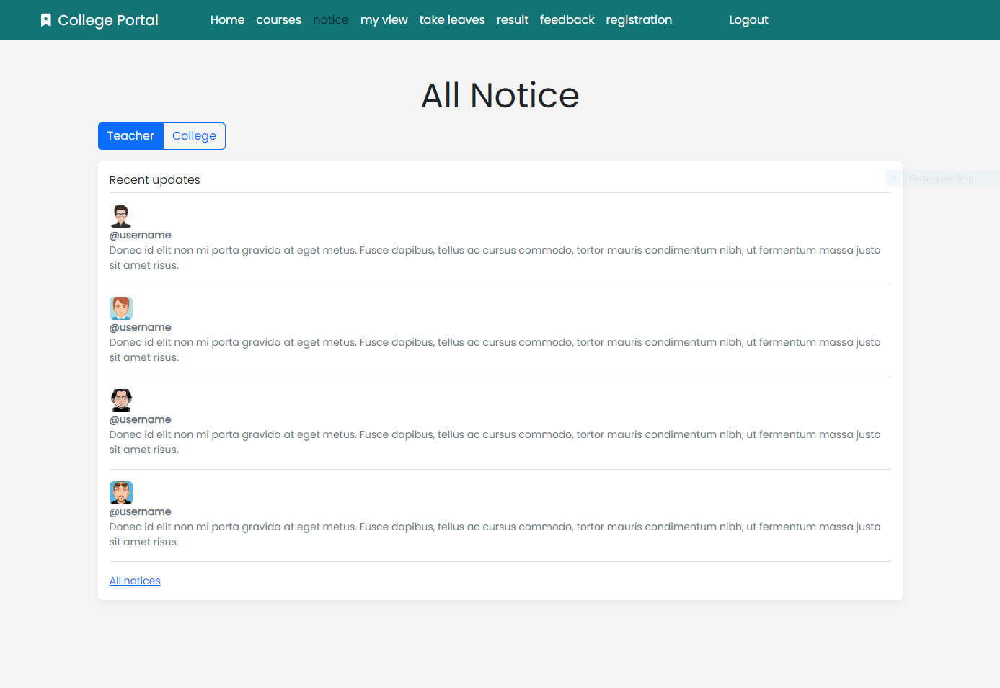 College Portal Home courses notice my view take leaves result feedback registration Logout
All Notice
Teacher College
Recent updates
Rectangular Snip
@username
Donec id elit non mi porta gravida at eget metus. Fusce dapibus, tellus ac cursus commodo, tortor mauris condimentum nibh, ut fermentum massa justo
sit amet risus.
@username
Donec id elit non mi porta gravida at eget metus. Fusce dapibus, tellus ac cursus commodo, tortor mauris condimentum nibh, ut fermentum massa justo
sit amet risus.
@username
Donec id elit non mi porta gravida at eget metus. Fusce dapibus, tellus ac cursus commodo, tortor mauris condimentum nibh, ut fermentum massa justo
sit amet risus.
@username
Donec id elit non mi porta gravida at eget metus. Fusce dapibus, tellus ac cursus commodo, tortor mauris condimentum nibh, ut fermentum massa justo
sit amet risus.
All notices